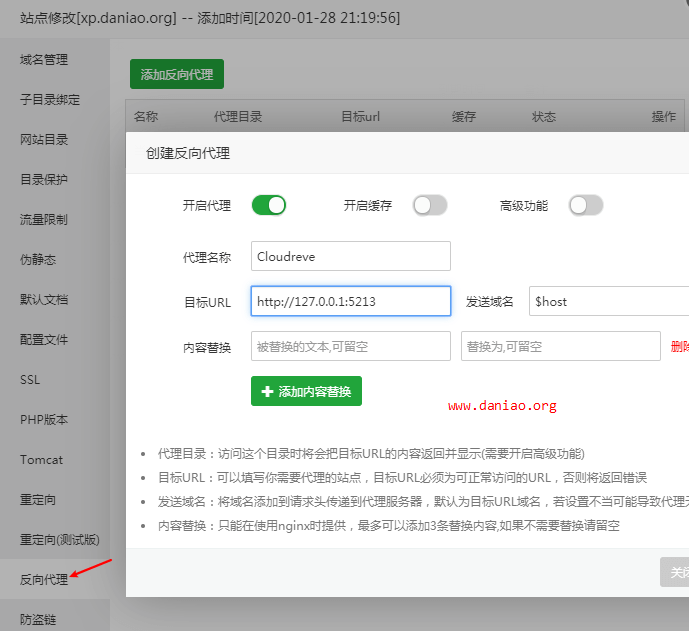 站点修改[xp.daniao.org] -- 添加时间[2020-01-28 21:19:56]
域名管理
子目录绑定
网站目录
目录保护
流量限制
伪静态
默认文档
配置文件
SSL
PHP版本
Tomcat
重定向
重定向(测试版)
反向代理
防盗链
添加反向代理
名称 代理目录 目标url 缓存 状态 操作
创建反向代理
开启代理 开启缓存 高级功能
代理名称 Cloudreve
目标URL http://127.0.0.1:5213 发送域名 $host
内容替换 被替换的文本,可留空 替换为,可留空 删除
添加内容替换
www.daniao.org
代理目录：访问这个目录时将会把目标URL的内容返回并显示(需要开启高级功能)
目标URL：可以填写你需要代理的站点，目标URL必须为可正常访问的URL，否则将返回错误
发送域名：将域名添加到请求头传递到代理服务器，默认为目标URL域名，若设置不当可能导致代理无
内容替换：只能在使用nginx时提供，最多可以添加3条替换内容,如果不需要替换请留空
关闭